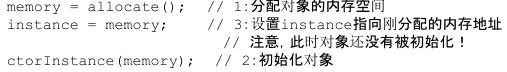 memory = allocate();  // 1:分配对象的内存空间
instance = memory;  // 3:设置instance指向刚分配的内存地址
// 注意，此时对象还没有被初始化！
ctorInstance(memory);  // 2:初始化对象